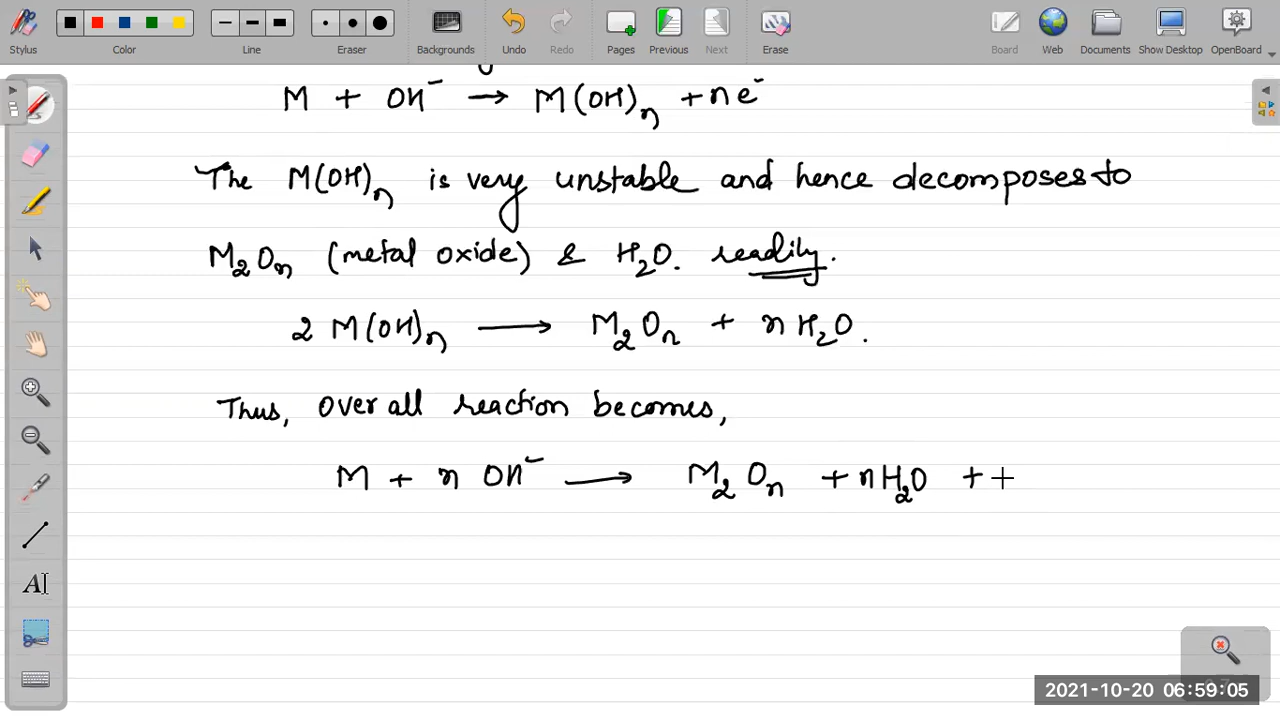 Stylus Color Line Eraser Backgrounds Undo Redo Pages Previous Next Erase Board Web Documents Show Desktop OpenBoard
M + OH⁻ → M(OH)ₙ + n e⁻
The M(OH)ₙ is very unstable and hence decomposes to
M₂Oₙ (metal oxide) & H₂O. readily.
2 M(OH)ₙ → M₂Oₙ + n H₂O.
Thus, Over all reaction becomes,
M + n OH⁻ → M₂Oₙ + nH₂O +
2021-10-20 06:59:05